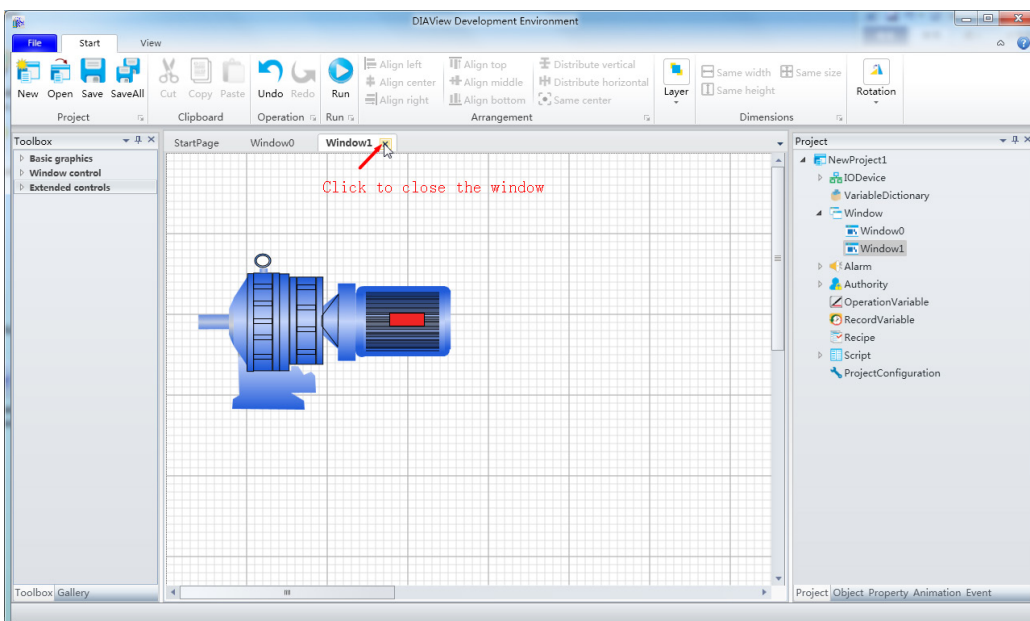 DIAView Development Environment
File Start View
New Open Save SaveAll Cut Copy Paste Undo Redo Run
Align left Align top Distribute vertical
Align center Align middle Distribute horizontal
Align right Align bottom Same center
Layer
Same width Same size
Same height
Rotation
Project Clipboard Operation Run Arrangement Dimensions
Toolbox
Basic graphics
Window control
Extended controls
Toolbox Gallery
StartPage Window0 Window1
Click to close the window
Project
NewProject1
IODevice
VariableDictionary
Window
Window0
Window1
Alarm
Authority
OperationVariable
RecordVariable
Recipe
Script
ProjectConfiguration
Project Object Property Animation Event